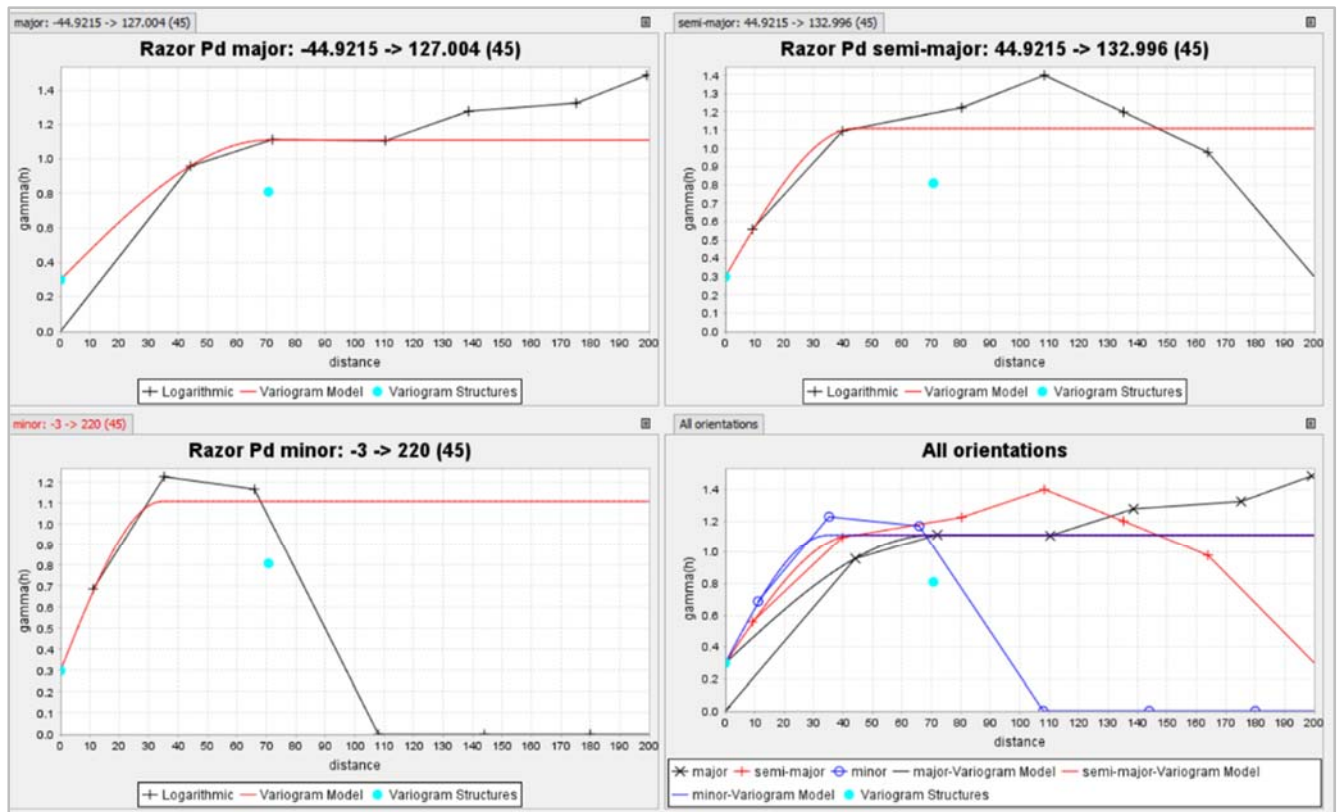 major: -44.9215 -> 127.004 (45)
Razor Pd major: -44.9215 -> 127.004 (45)
gamma(h)
1.4
1.2
1.0
0.8
0.6
0.4
0.2
0.0
0 10 20 30 40 50 60 70 80 90 100 110 120 130 140 150 160 170 180 190 200
distance
Logarithmic Variogram Model Variogram Structures
semi-major: 44.9215 -> 132.996 (45)
Razor Pd semi-major: 44.9215 -> 132.996 (45)
gamma(h)
1.4
1.3
1.2
1.1
1.0
0.9
0.8
0.7
0.6
0.5
0.4
0.3
0.2
0.1
0.0
0 10 20 30 40 50 60 70 80 90 100 110 120 130 140 150 160 170 180 190 200
distance
Logarithmic Variogram Model Variogram Structures
minor: -3 -> 220 (45)
Razor Pd minor: -3 -> 220 (45)
gamma(h)
1.2
1.1
1.0
0.9
0.8
0.7
0.6
0.5
0.4
0.3
0.2
0.1
0.0
0 10 20 30 40 50 60 70 80 90 100 110 120 130 140 150 160 170 180 190 200
distance
Logarithmic Variogram Model Variogram Structures
All orientations
All orientations
gamma(h)
1.4
1.2
1.0
0.8
0.6
0.4
0.2
0.0
0 10 20 30 40 50 60 70 80 90 100 110 120 130 140 150 160 170 180 190 200
distance
major semi-major minor major-Variogram Model semi-major-Variogram Model
minor-Variogram Model Variogram Structures